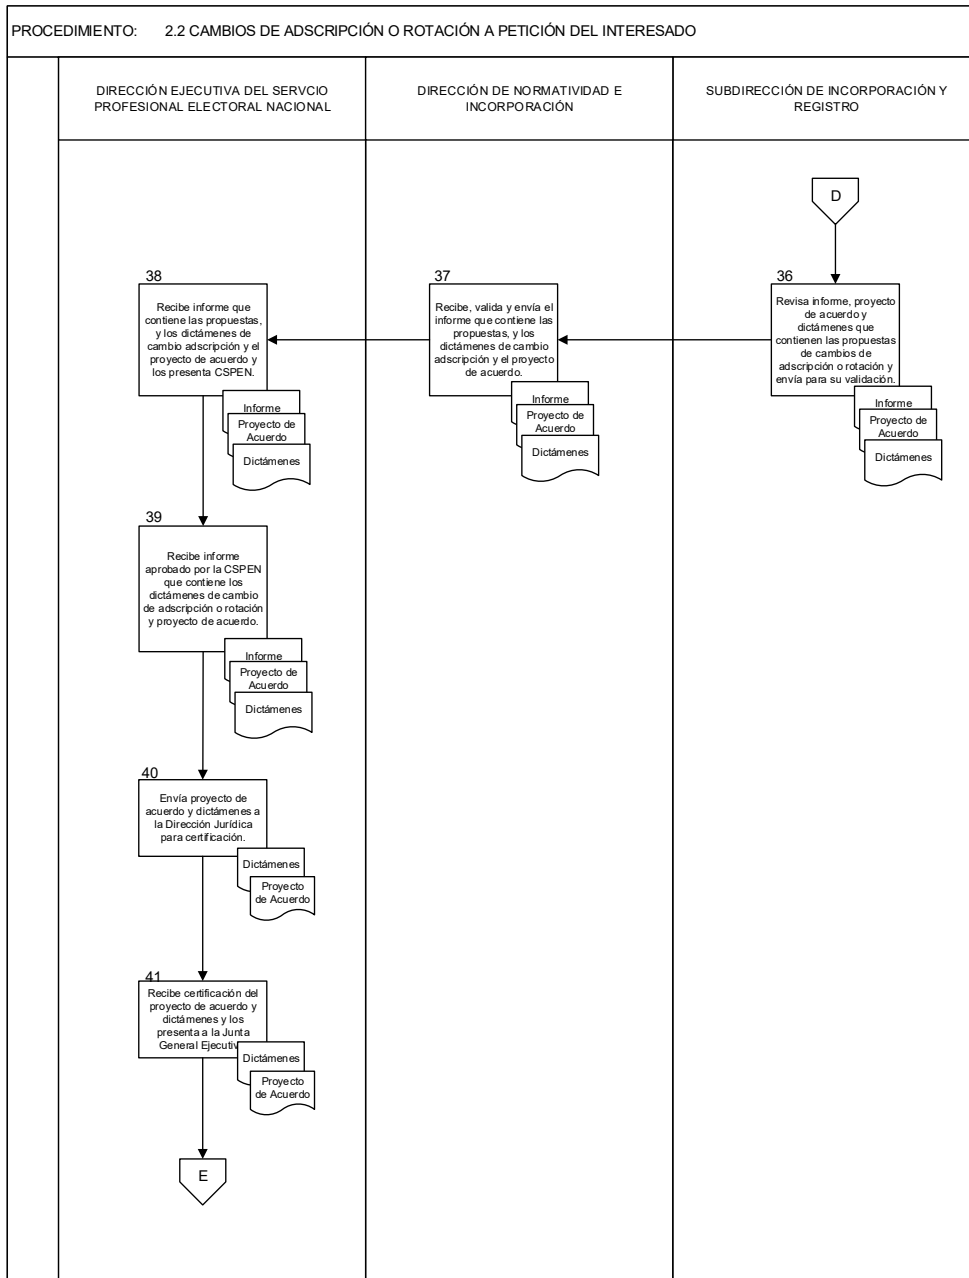 PROCEDIMIENTO: 2.2 CAMBIOS DE ADSCRIPCIÓN O ROTACIÓN A PETICIÓN DEL INTERESADO
DIRECCIÓN EJECUTIVA DEL SERVCIO
PROFESIONAL ELECTORAL NACIONAL
DIRECCIÓN DE NORMATIVIDAD E
INCORPORACIÓN
SUBDIRECCIÓN DE INCORPORACIÓN Y
REGISTRO
D
36
Revisa informe, proyecto
de acuerdo y
dictámenes que
contienen las propuestas
de cambios de
adscripción o rotación y
envía para su validación.
Informe
Proyecto de
Acuerdo
Dictámenes
37
Recibe, valida y envía el
informe que contiene las
propuestas, y los
dictámenes de cambio
adscripción y el proyecto
de acuerdo.
Informe
Proyecto de
Acuerdo
Dictámenes
38
Recibe informe que
contiene las propuestas,
y los dictámenes de
cambio adscripción y el
proyecto de acuerdo y
los presenta CSPEN.
Informe
Proyecto de
Acuerdo
Dictámenes
39
Recibe informe
aprobado por la CSPEN
que contiene los
dictámenes de cambio
de adscripción o rotación
y proyecto de acuerdo.
Informe
Proyecto de
Acuerdo
Dictámenes
40
Envía proyecto de
acuerdo y dictámenes a
la Dirección Jurídica
para certificación.
Dictámenes
Proyecto
de Acuerdo
41
Recibe certificación del
proyecto de acuerdo y
dictámenes y los
presenta a la Junta
General Ejecutiv
Dictámenes
Proyecto
de Acuerdo
E